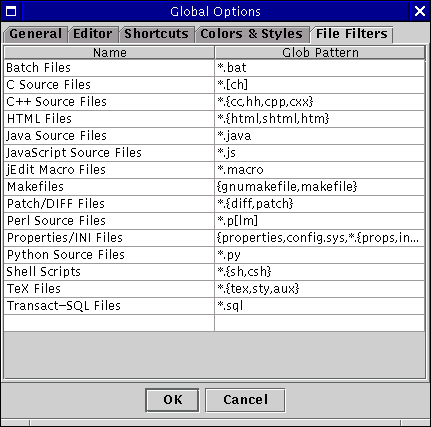 Global Options
General Editor Shortcuts Colors & Styles File Filters
Name Glob Pattern
Batch Files *.bat
C Source Files *.[ch]
C++ Source Files *.{cc,hh,cpp,cxx}
HTML Files *.{html,shtml,htm}
Java Source Files *.java
JavaScript Source Files *.js
jEdit Macro Files *.macro
Makefiles {gnumakefile,makefile}
Patch/DIFF Files *.{diff,patch}
Perl Source Files *.p[lm]
Properties/INI Files {properties,config.sys,*.{props,in...
Python Source Files *.py
Shell Scripts *.{sh,csh}
TeX Files *.{tex,sty,aux}
Transact-SQL Files *.sql
OK Cancel